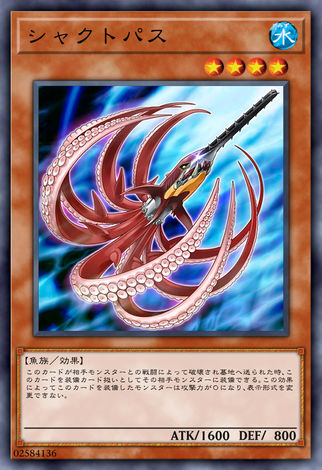 シャクトパス
水
【魚族／効果】
このカードが相手モンスターとの戦闘によって破壊され墓地へ送られた時、こ
のカードを装備カード扱いとしてその相手モンスターに装備できる。この効果
によってこのカードを装備したモンスターは攻撃力が０になり、表示形式を変
更できない。
ATK/1600 DEF/ 800
02584136